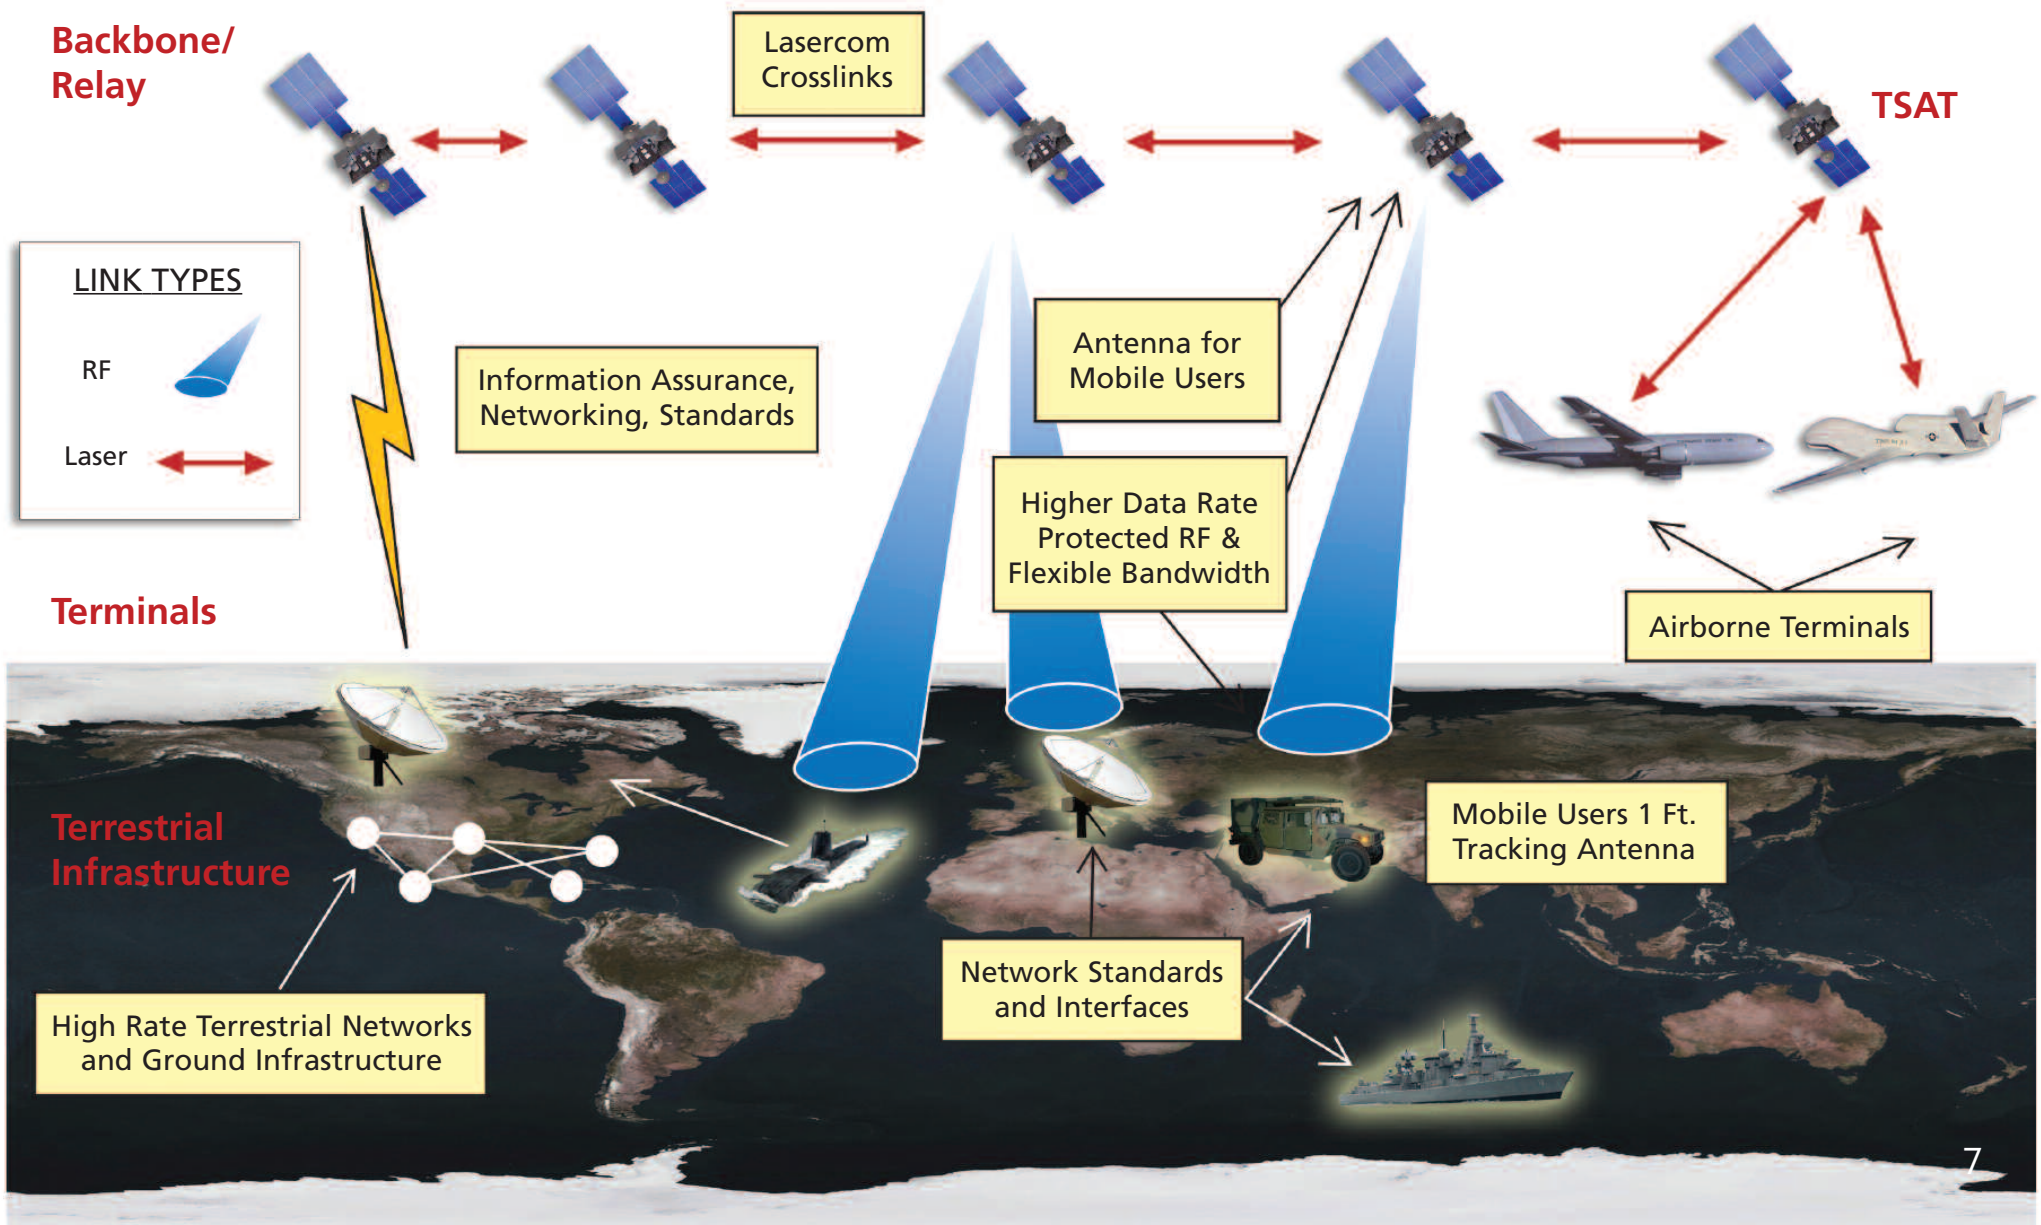 Backbone/
Relay
Lasercom
Crosslinks
TSAT
LINK TYPES
RF
Laser
Information Assurance,
Networking, Standards
Antenna for
Mobile Users
Higher Data Rate
Protected RF &
Flexible Bandwidth
Airborne Terminals
Terminals
Terrestrial
Infrastructure
Mobile Users 1 Ft.
Tracking Antenna
Network Standards
and Interfaces
High Rate Terrestrial Networks
and Ground Infrastructure
7